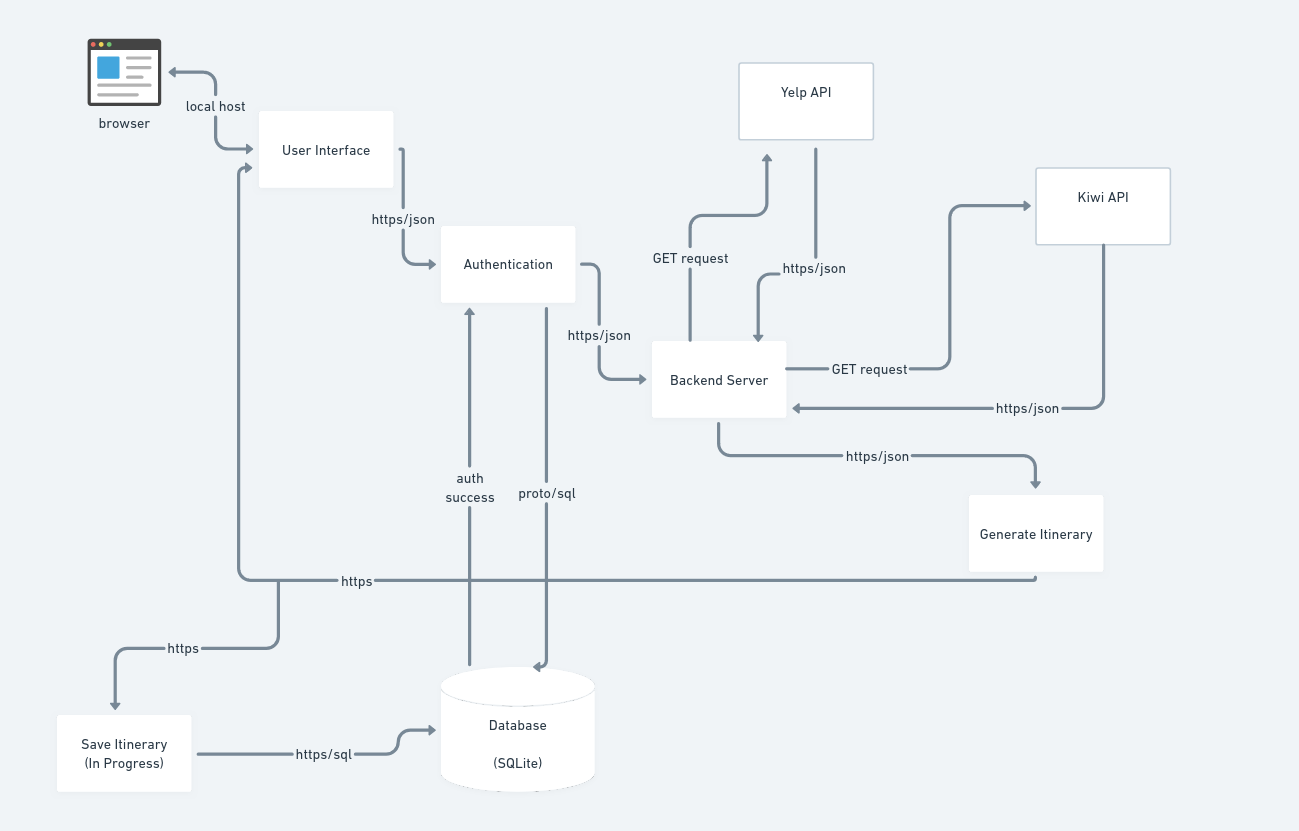 browser
local host
User Interface
Yelp API
Kiwi API
https/json
Authentication
GET request
https/json
https/json
Backend Server
GET request
https/json
https/json
auth
success
proto/sql
Generate Itinerary
https
https
Save Itinerary
(In Progress)
https/sql
Database
(SQLite)